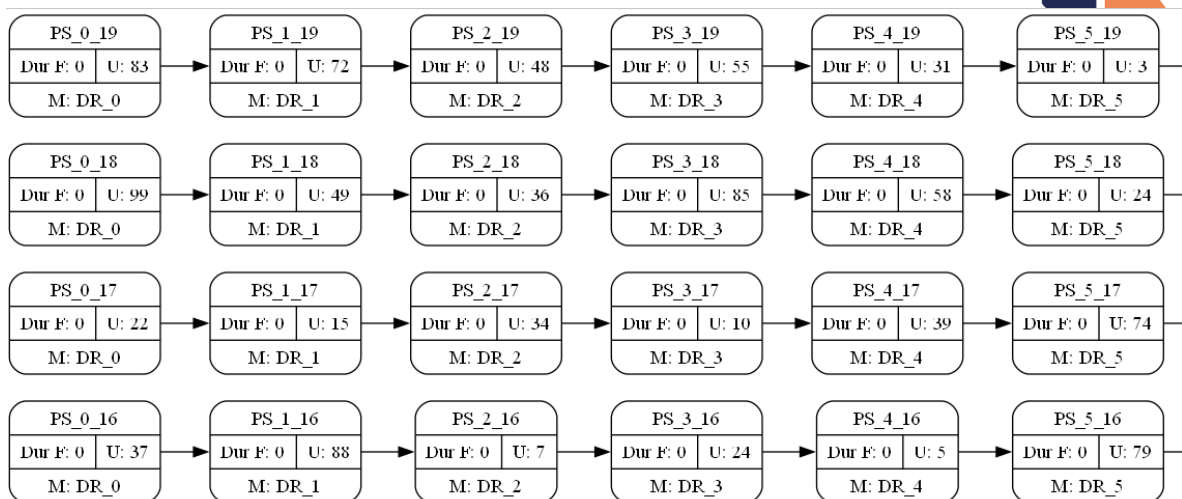 PS_0_19 PS_1_19 PS_2_19 PS_3_19 PS_4_19 PS_5_19
Dur F: 0 U: 83 Dur F: 0 U: 72 Dur F: 0 U: 48 Dur F: 0 U: 55 Dur F: 0 U: 31 Dur F: 0 U: 3
M: DR_0 M: DR_1 M: DR_2 M: DR_3 M: DR_4 M: DR_5
PS_0_18 PS_1_18 PS_2_18 PS_3_18 PS_4_18 PS_5_18
Dur F: 0 U: 99 Dur F: 0 U: 49 Dur F: 0 U: 36 Dur F: 0 U: 85 Dur F: 0 U: 58 Dur F: 0 U: 24
M: DR_0 M: DR_1 M: DR_2 M: DR_3 M: DR_4 M: DR_5
PS_0_17 PS_1_17 PS_2_17 PS_3_17 PS_4_17 PS_5_17
Dur F: 0 U: 22 Dur F: 0 U: 15 Dur F: 0 U: 34 Dur F: 0 U: 10 Dur F: 0 U: 39 Dur F: 0 U: 74
M: DR_0 M: DR_1 M: DR_2 M: DR_3 M: DR_4 M: DR_5
PS_0_16 PS_1_16 PS_2_16 PS_3_16 PS_4_16 PS_5_16
Dur F: 0 U: 37 Dur F: 0 U: 88 Dur F: 0 U: 7 Dur F: 0 U: 24 Dur F: 0 U: 5 Dur F: 0 U: 79
M: DR_0 M: DR_1 M: DR_2 M: DR_3 M: DR_4 M: DR_5